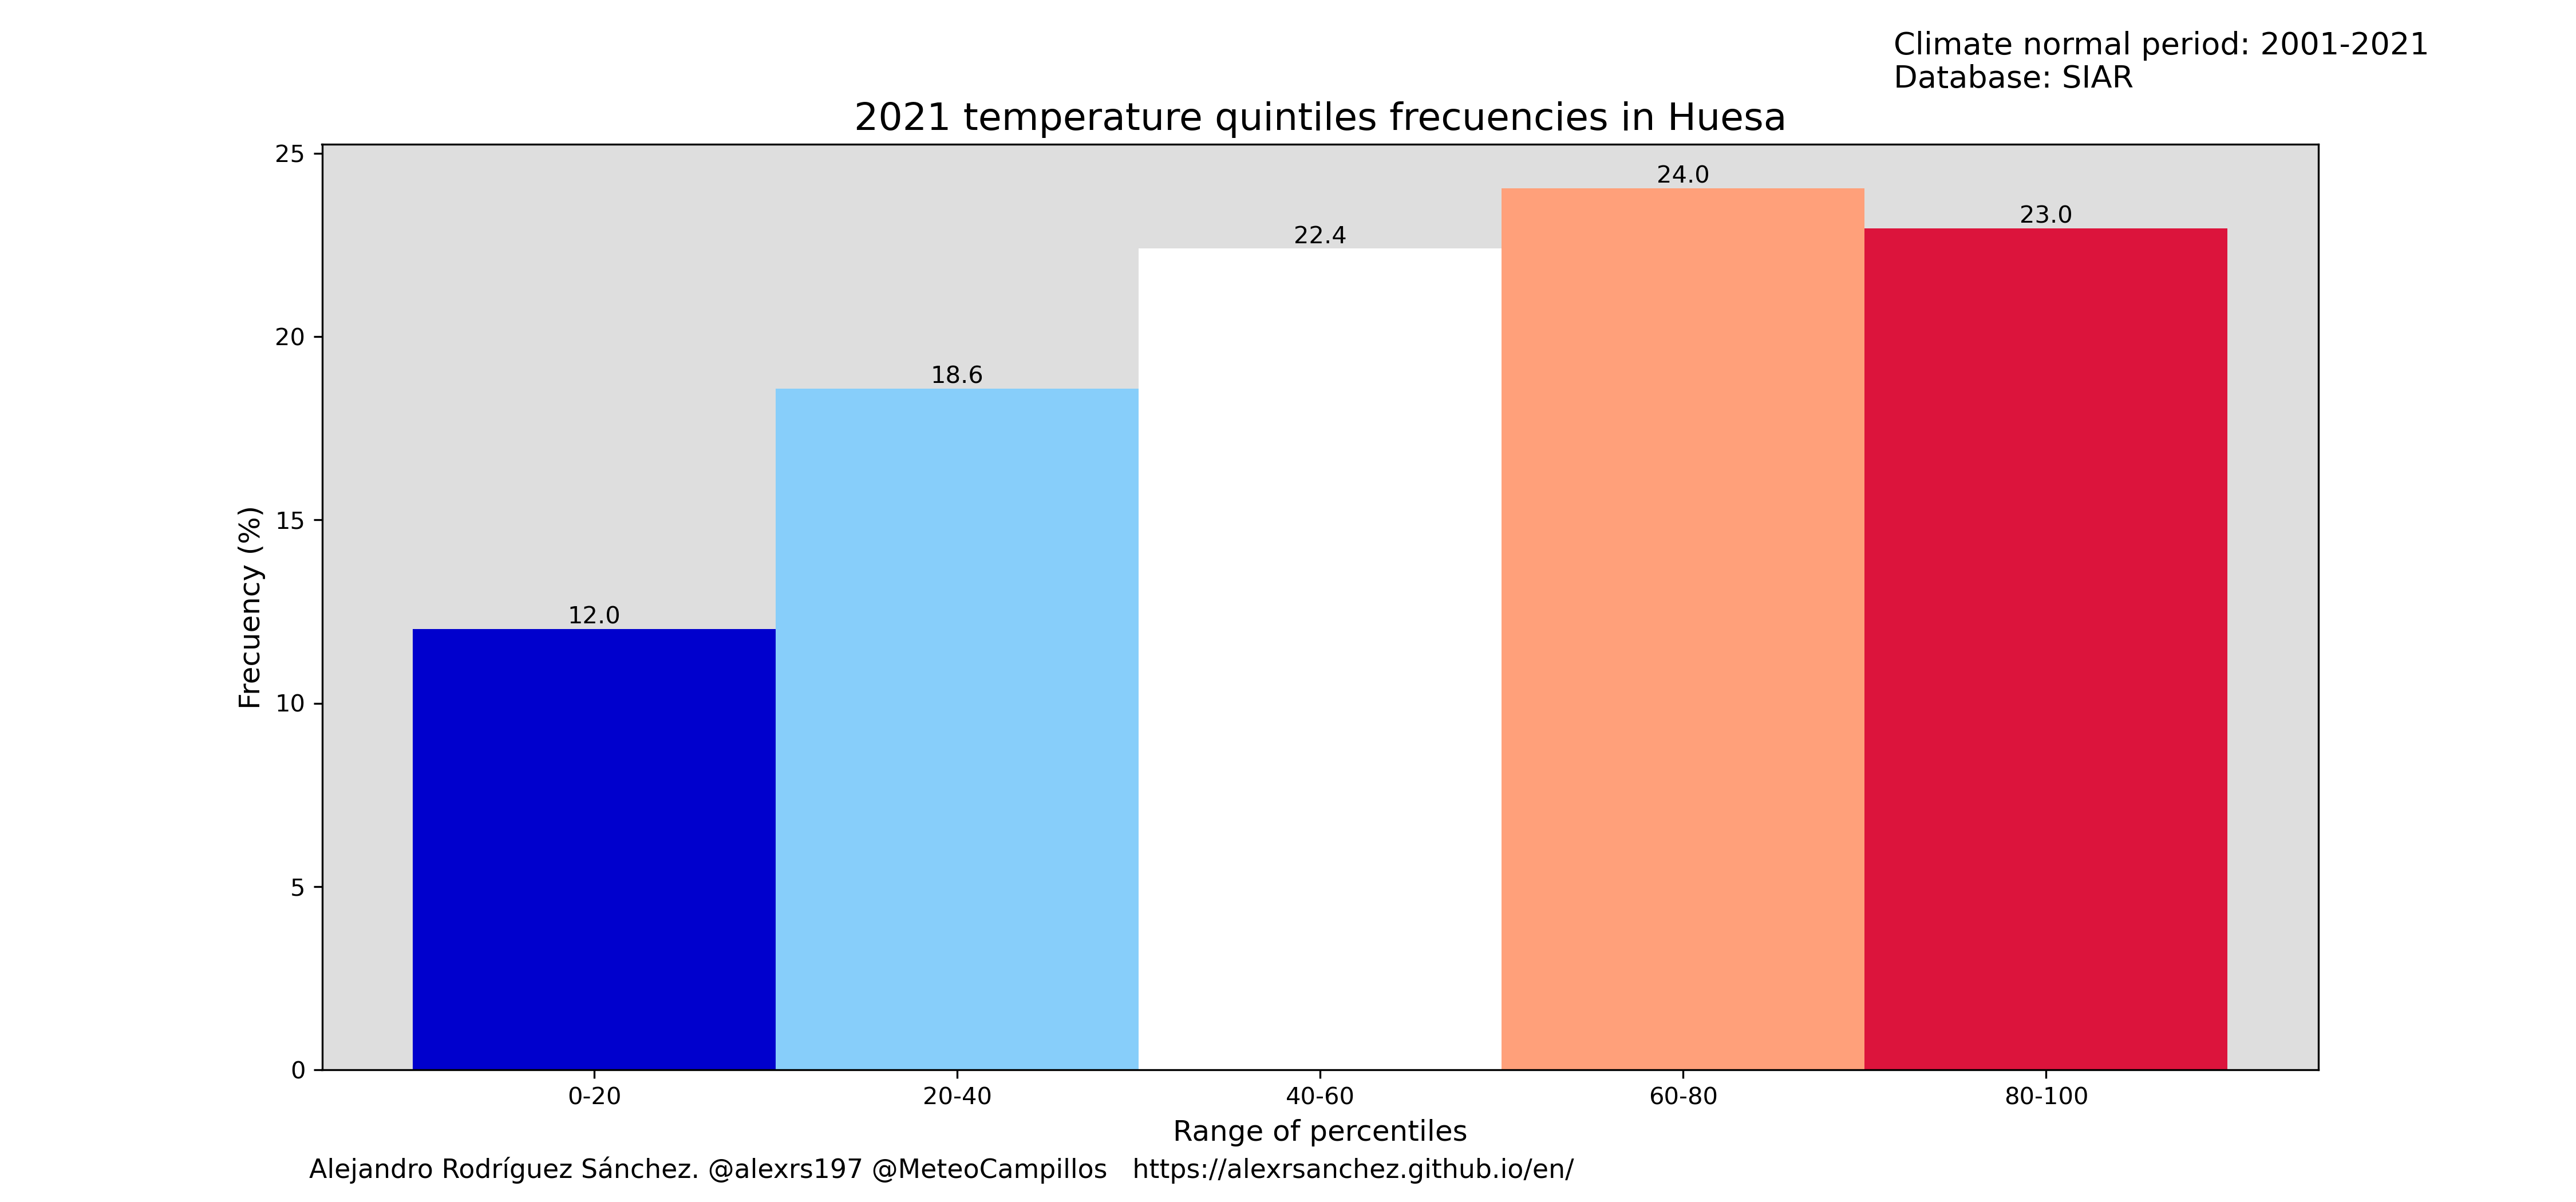 Climate normal period: 2001-2021
Database: SIAR
2021 temperature quintiles frecuencies in Huesa
25
20
15
10
5
0
Frecuency (%)
12.0
18.6
22.4
24.0
23.0
0-20
20-40
40-60
60-80
80-100
Range of percentiles
Alejandro Rodríguez Sánchez. @alexrs197 @MeteoCampillos   https://alexrsanchez.github.io/en/